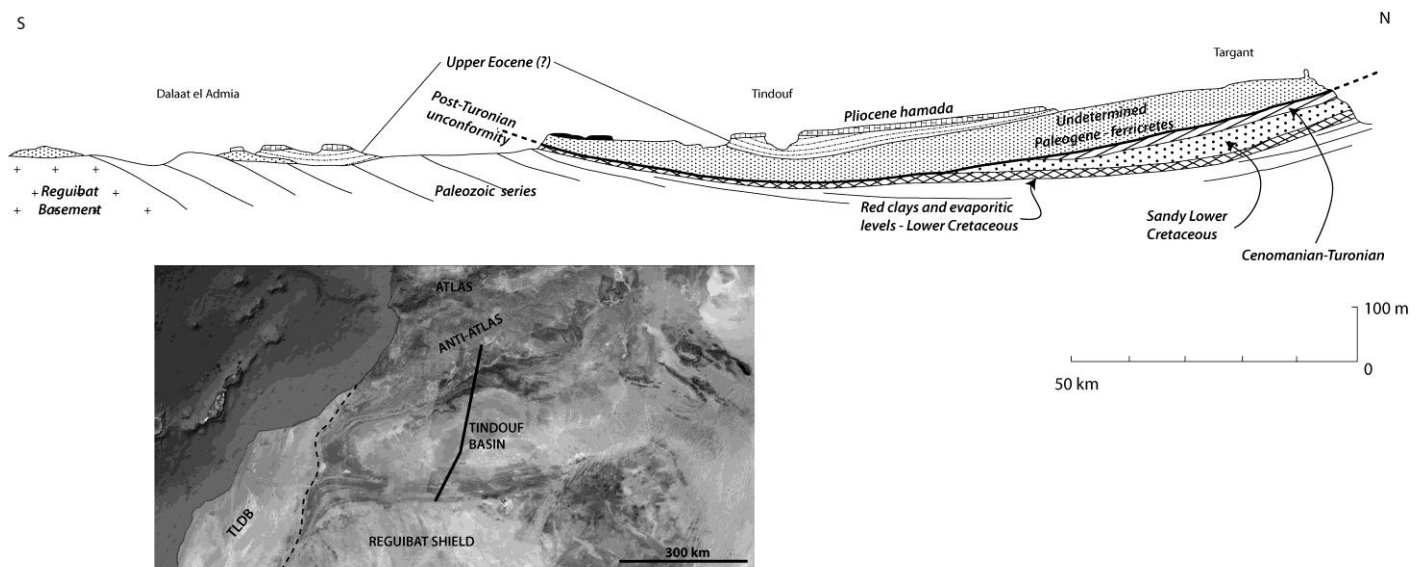 S
N
Targant
Upper Eocene (?)
Dalaat el Admia
Tindouf
Post-Turonian
unconformity
Pliocene hamada
Undetermined
Paleogene - ferricretes
Reguibat
Basement
Paleozoic series
Red clays and evaporitic
levels - Lower Cretaceous
Sandy Lower
Cretaceous
Cenomanian-Turonian
100 m
0
50 km
ATLAS
ANTI-ATLAS
TINDOUF
BASIN
TLDB
REGUIBAT SHIELD
300 km